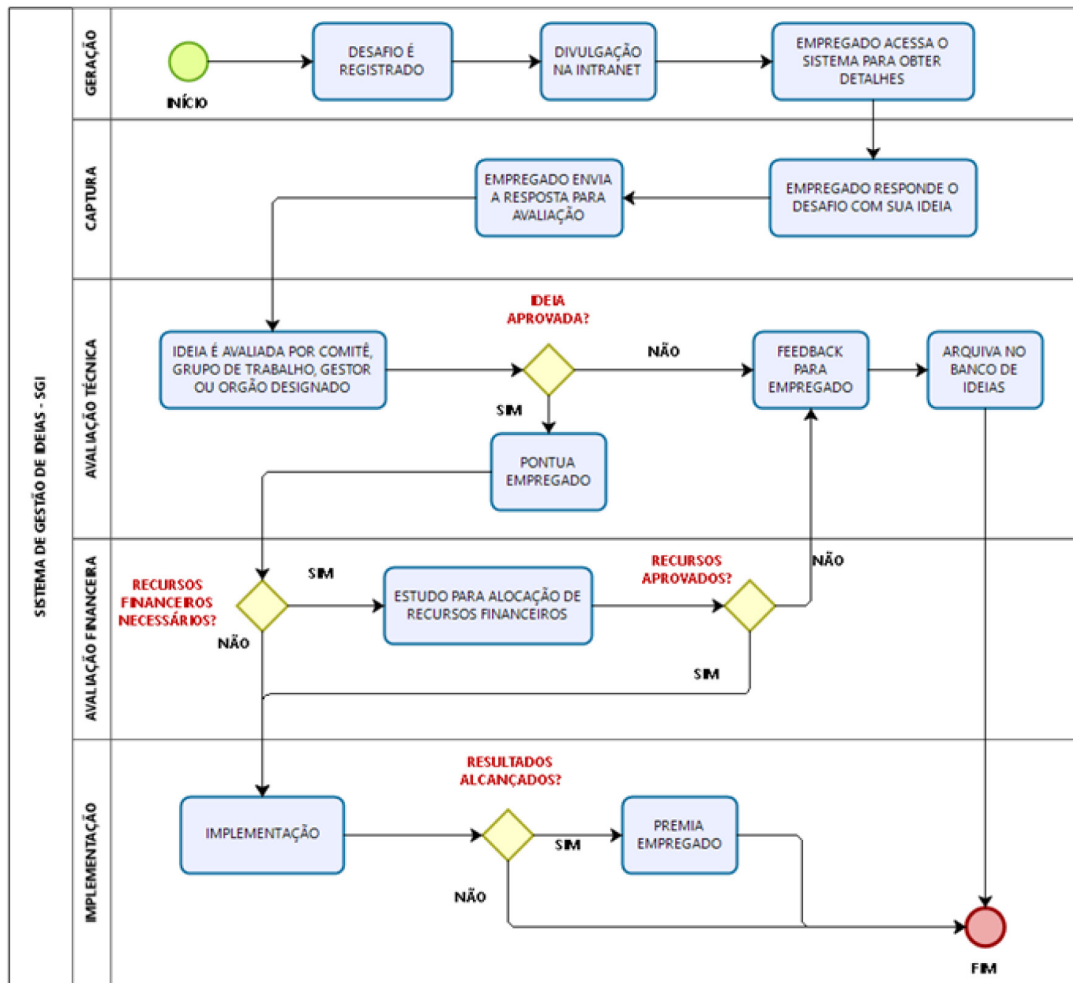 SISTEMA DE GESTÃO DE IDEIAS - SGI
GERAÇÃO
INÍCIO
DESAFIO É
REGISTRADO
DIVULGAÇÃO
NA INTRANET
EMPREGADO ACESSA O
SISTEMA PARA OBTER
DETALHES
CAPTURA
EMPREGADO ENVIA
A RESPOSTA PARA
AVALIAÇÃO
EMPREGADO RESPONDE O
DESAFIO COM SUA IDEIA
AVALIAÇÃO TÉCNICA
IDEIA É AVALIADA POR COMITÊ,
GRUPO DE TRABALHO, GESTOR
OU ORGÃO DESIGNADO
IDEIA
APROVADA?
NÃO
SIM
FEEDBACK
PARA
EMPREGADO
ARQUIVA NO
BANCO DE
IDEIAS
PONTUA
EMPREGADO
AVALIAÇÃO FINANCEIRA
RECURSOS
FINANCEIROS
NECESSÁRIOS?
SIM
NÃO
ESTUDO PARA ALOCAÇÃO DE
RECURSOS FINANCEIROS
RECURSOS
APROVADOS?
NÃO
SIM
IMPLEMENTAÇÃO
IMPLEMENTAÇÃO
RESULTADOS
ALCANÇADOS?
SIM
NÃO
PREMIA
EMPREGADO
FIM